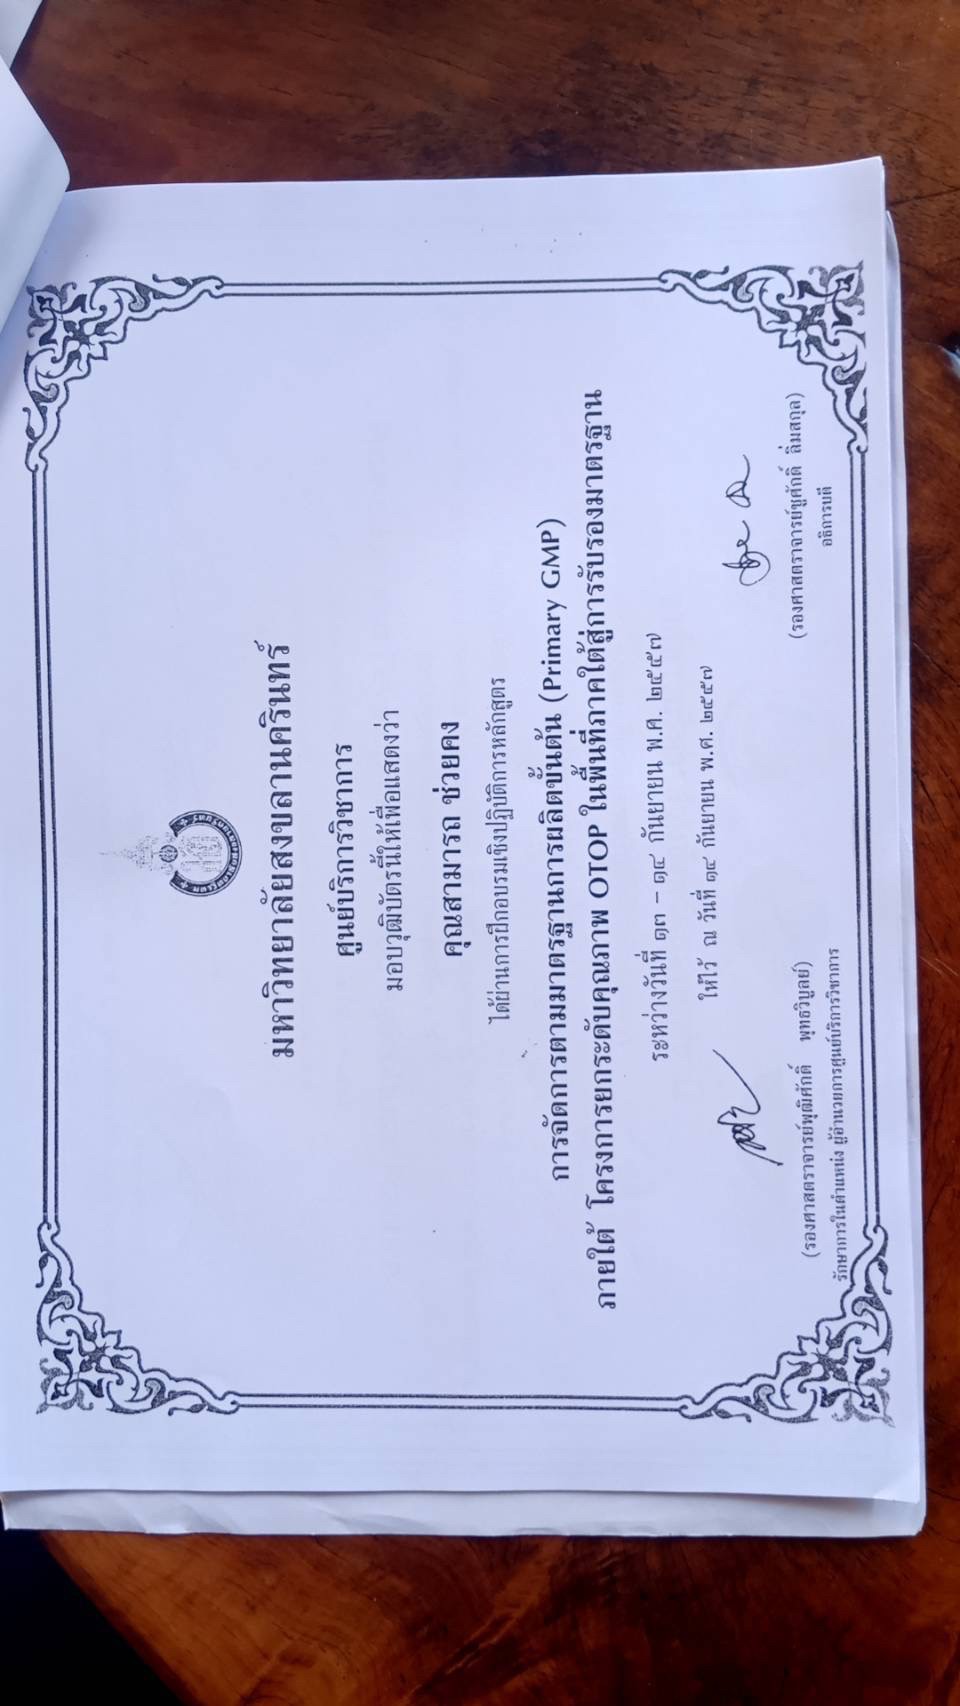 มหาวิทยาลัยสงขลานครินทร์
ศูนย์บริการวิชาการ
มอบวุฒิบัตรนี้ให้เพื่อแสดงว่า
คุณสามารถ ช่วยคง
ได้ผ่านการฝึกอบรมเชิงปฏิบัติการหลักสูตร
การจัดการตามมาตรฐานการผลิตขั้นต้น (Primary GMP)
ภายใต้ โครงการยกระดับคุณภาพ OTOP ในพื้นที่ภาคใต้สู่การรับรองมาตรฐาน
ระหว่างวันที่ ๑๓ - ๑๔ กันยายน พ.ศ. ๒๕๕๗
ให้ไว้ ณ วันที่ ๑๔ กันยายน พ.ศ. ๒๕๕๗
(รองศาสตราจารย์พุฒิศักดิ์ พุทธวิบูลย์)
รักษาการในตำแหน่ง ผู้อำนวยการศูนย์บริการวิชาการ
(รองศาสตราจารย์ชูศักดิ์ ลิ่มสกุล)
อธิการบดี